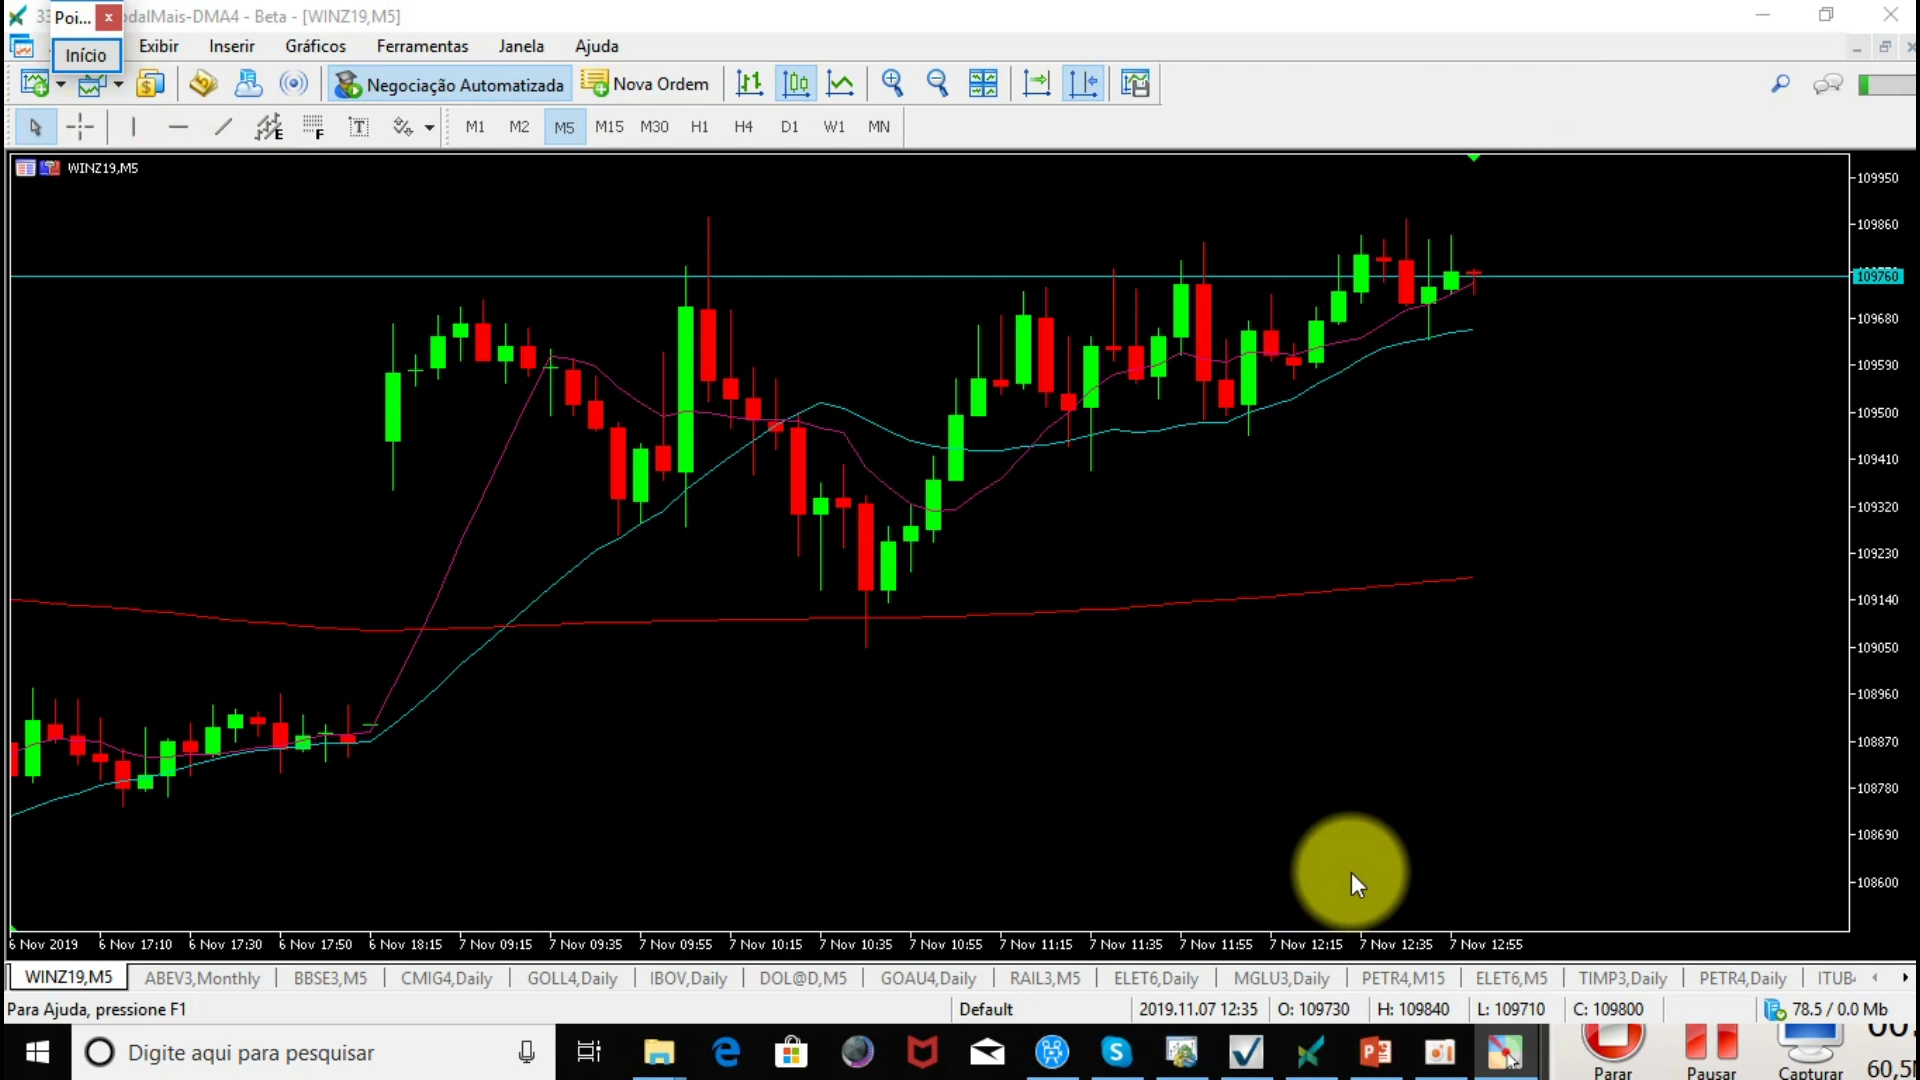 Poi...
dalMais-DMA4 - Beta - [WINZ19,M5]
Início
Exibir Inserir Gráficos Ferramentas Janela Ajuda
Negociação Automatizada Nova Ordem
E F T M1 M2 M5 M15 M30 H1 H4 D1 W1 MN
WINZ19,M5
109950
109860
109760
109680
109590
109500
109410
109320
109230
109140
109050
108960
108870
108780
108690
108600
6 Nov 2019 6 Nov 17:10 6 Nov 17:30 6 Nov 17:50 6 Nov 18:15 7 Nov 09:15 7 Nov 09:35 7 Nov 09:55 7 Nov 10:15 7 Nov 10:35 7 Nov 10:55 7 Nov 11:15 7 Nov 11:35 7 Nov 11:55 7 Nov 12:15 7 Nov 12:35 7 Nov 12:55
WINZ19,M5 ABEV3,Monthly BBSE3,M5 CMIG4,Daily GOLL4,Daily IBOV,Daily DOL@D,M5 GOAU4,Daily RAIL3,M5 ELET6,Daily MGLU3,Daily PETR4,M15 ELET6,M5 TIMP3,Daily PETR4,Daily ITUB
Para Ajuda, pressione F1 Default 2019.11.07 12:35 O: 109730 H: 109840 L: 109710 C: 109800 78.5 / 0.0 Mb
Digite aqui para pesquisar
Parar Pausar Capturar 60,5